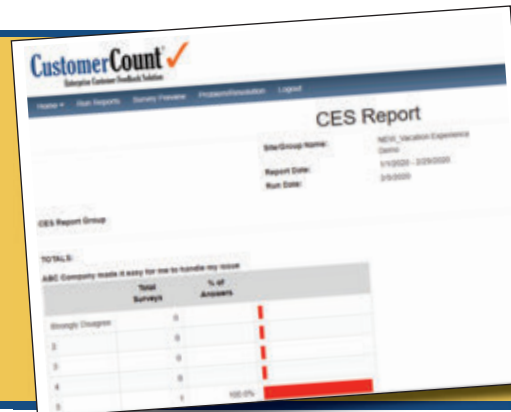 CustomerCount
Enterprise Customer Feedback Solution
Home Run Reports Survey Preview Problem/Resolution Logout
CES Report
Site/Group Name: NEW_Vacation Experience Demo
Report Date: 1/1/2020 - 2/29/2020
Run Date: 3/5/2020
CES Report Group
TOTALS:
ABC Company made it easy for me to handle my issue
Total Surveys % of Answers
Strongly Disagree 0
2 0
3 0
4 0
5 1 100.0%